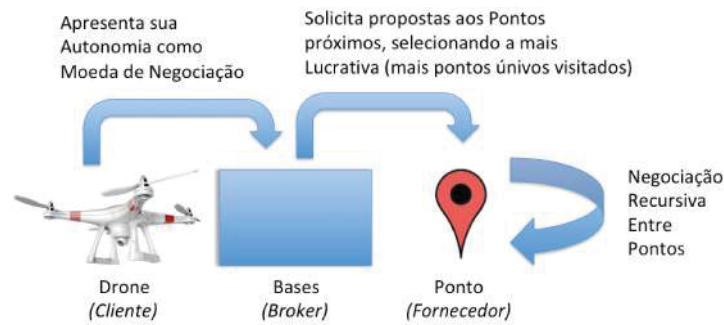 Apresenta sua
Autonomia como
Moeda de Negociação
Solicita propostas aos Pontos
próximos, selecionando a mais
Lucrativa (mais pontos únivos visitados)
Negociação
Recursiva
Entre
Pontos
Drone
(Cliente)
Bases
(Broker)
Ponto
(Fornecedor)